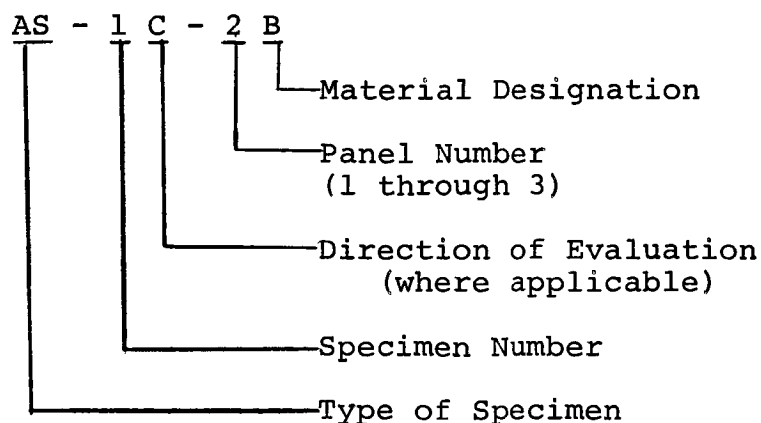 AS - 1 C - 2 B
Material Designation
Panel Number
(1 through 3)
Direction of Evaluation
(where applicable)
Specimen Number
Type of Specimen